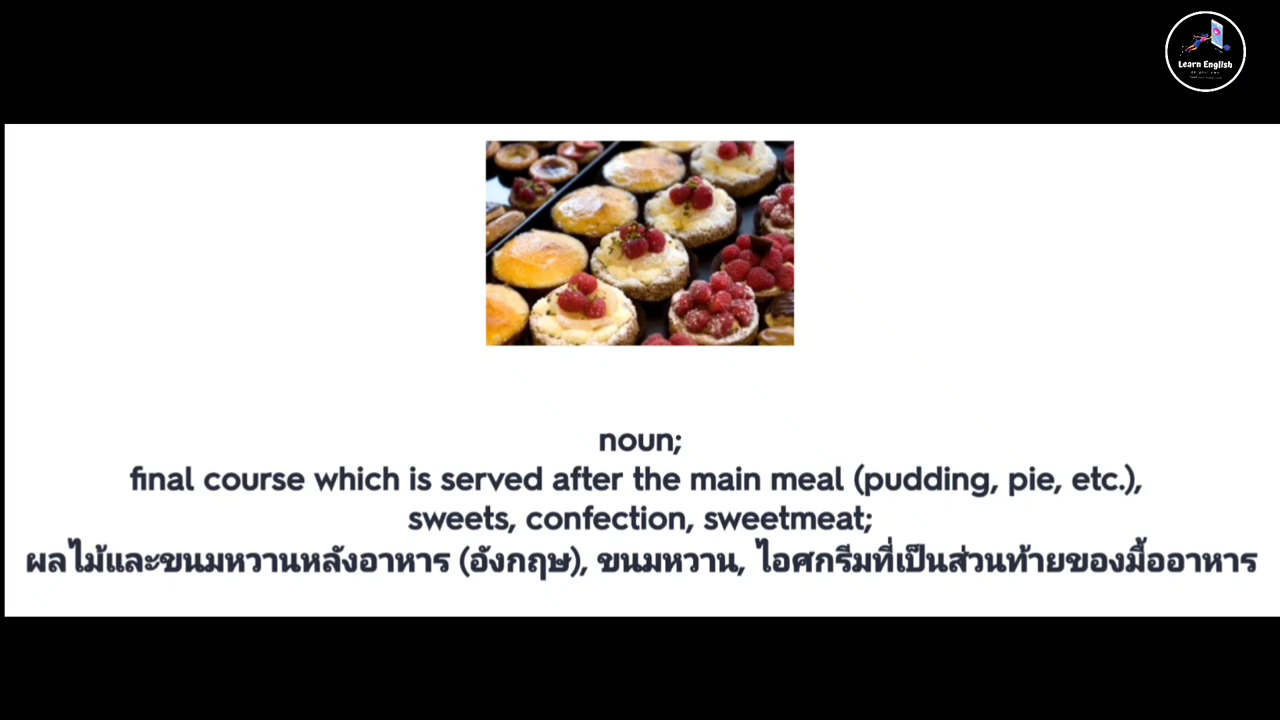 Learn English
noun;
final course which is served after the main meal (pudding, pie, etc.),
sweets, confection, sweetmeat;
ผลไม้และขนมหวานหลังอาหาร (อังกฤษ), ขนมหวาน, ไอศกรีมที่เป็นส่วนท้ายของมื้ออาหาร